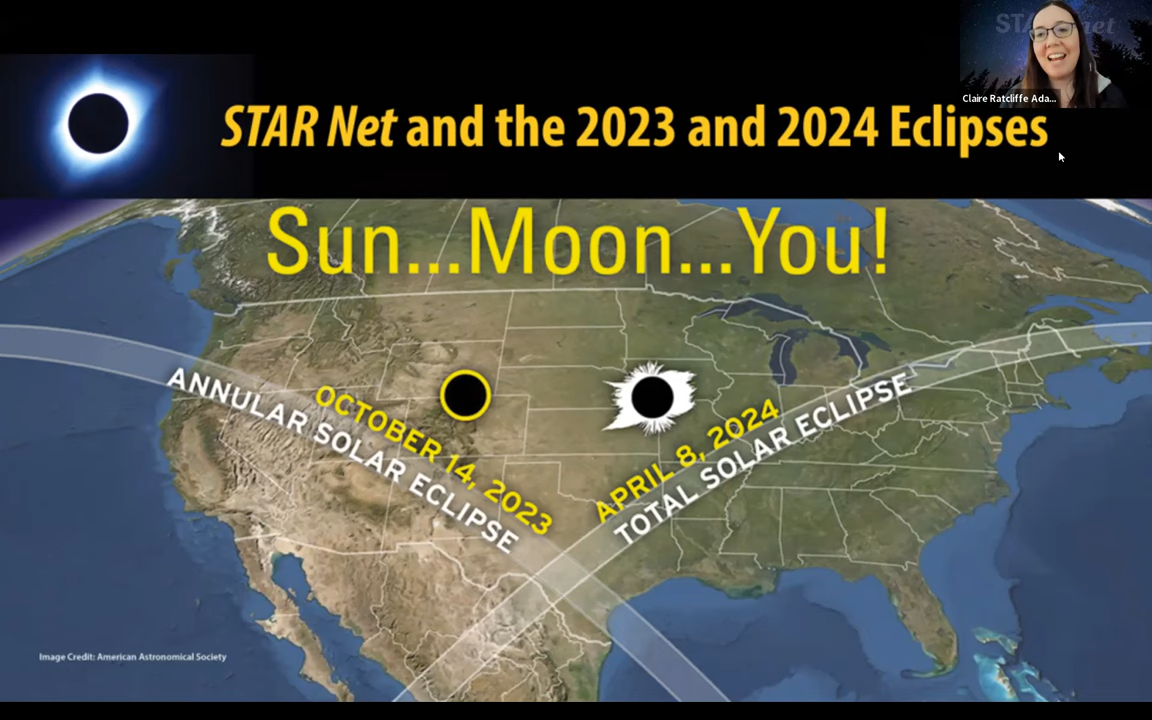 STAR Net and the 2023 and 2024 Eclipses
Sun...Moon...You!
ANNULAR SOLAR ECLIPSE
OCTOBER 14, 2023
APRIL 8, 2024
TOTAL SOLAR ECLIPSE
Image Credit: American Astronomical Society
Claire Ratcliffe Ada...